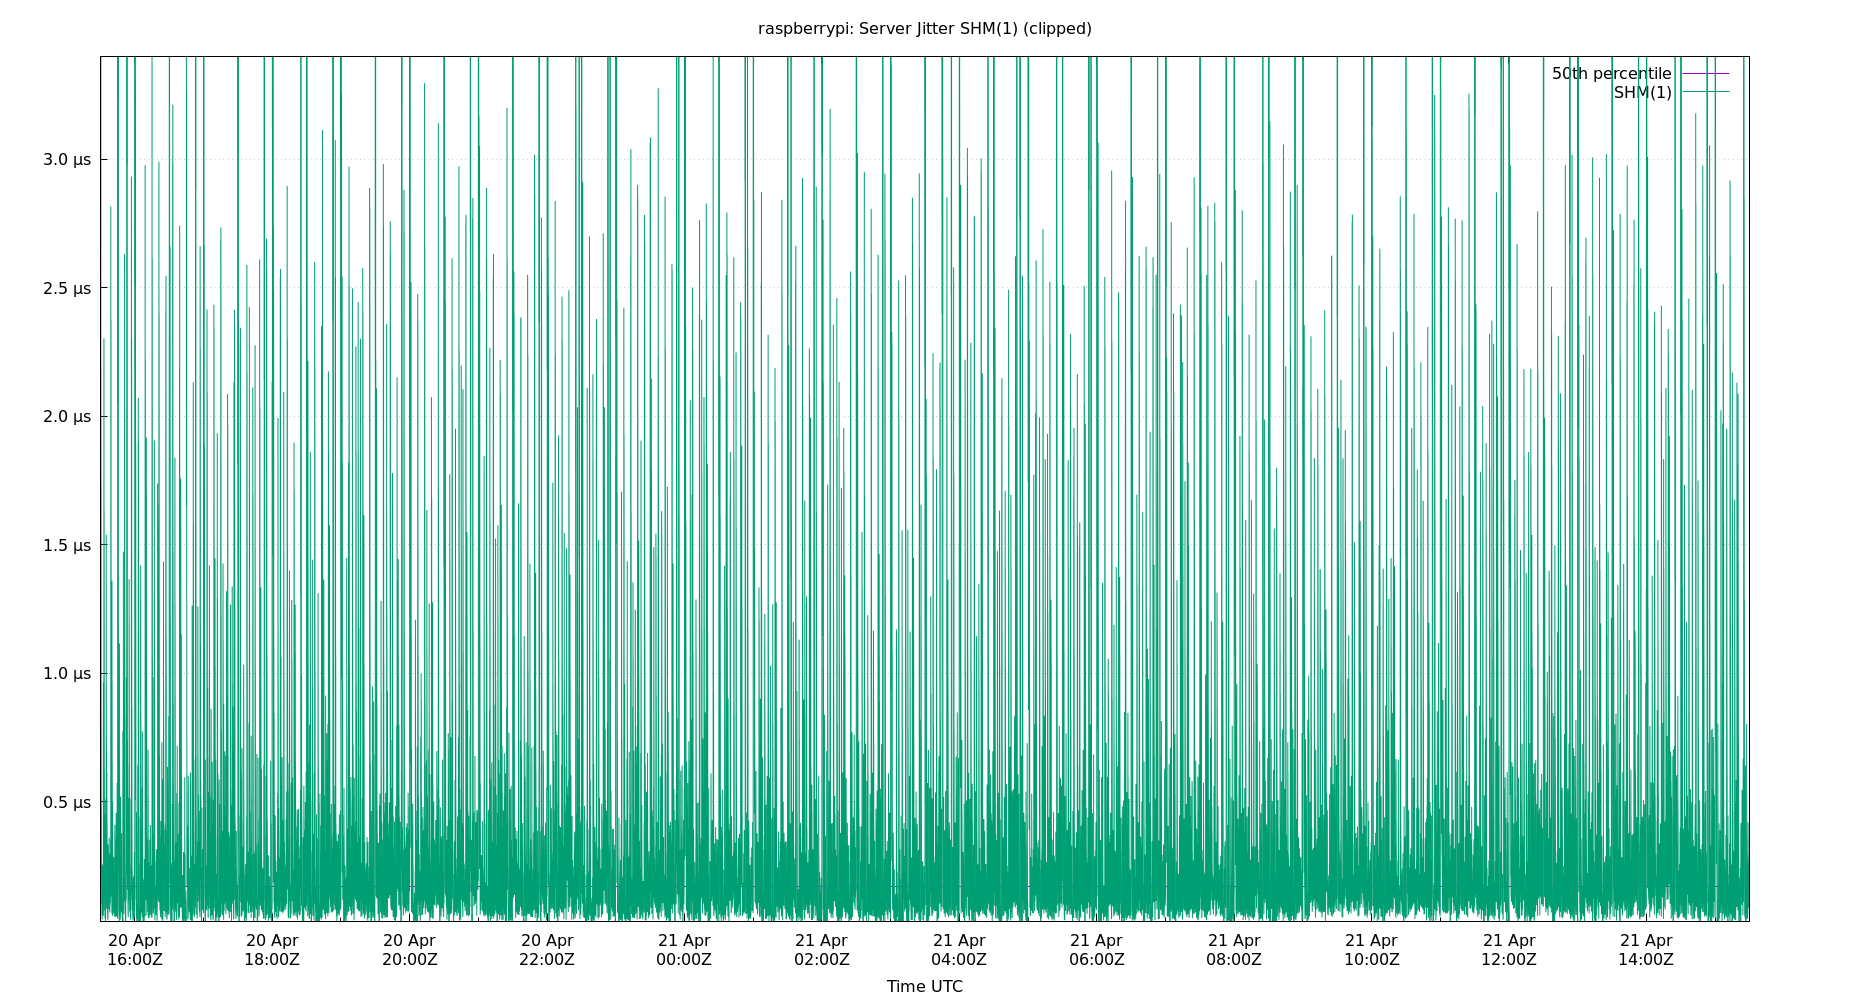 raspberrypi: Server Jitter SHM(1) (clipped)
50th percentile
SHM(1)
3.0 µs
2.5 µs
2.0 µs
1.5 µs
1.0 µs
0.5 µs
20 Apr 20 Apr 20 Apr 20 Apr 21 Apr 21 Apr 21 Apr 21 Apr 21 Apr 21 Apr 21 Apr 21 Apr
16:00Z 18:00Z 20:00Z 22:00Z 00:00Z 02:00Z 04:00Z 06:00Z 08:00Z 10:00Z 12:00Z 14:00Z
Time UTC